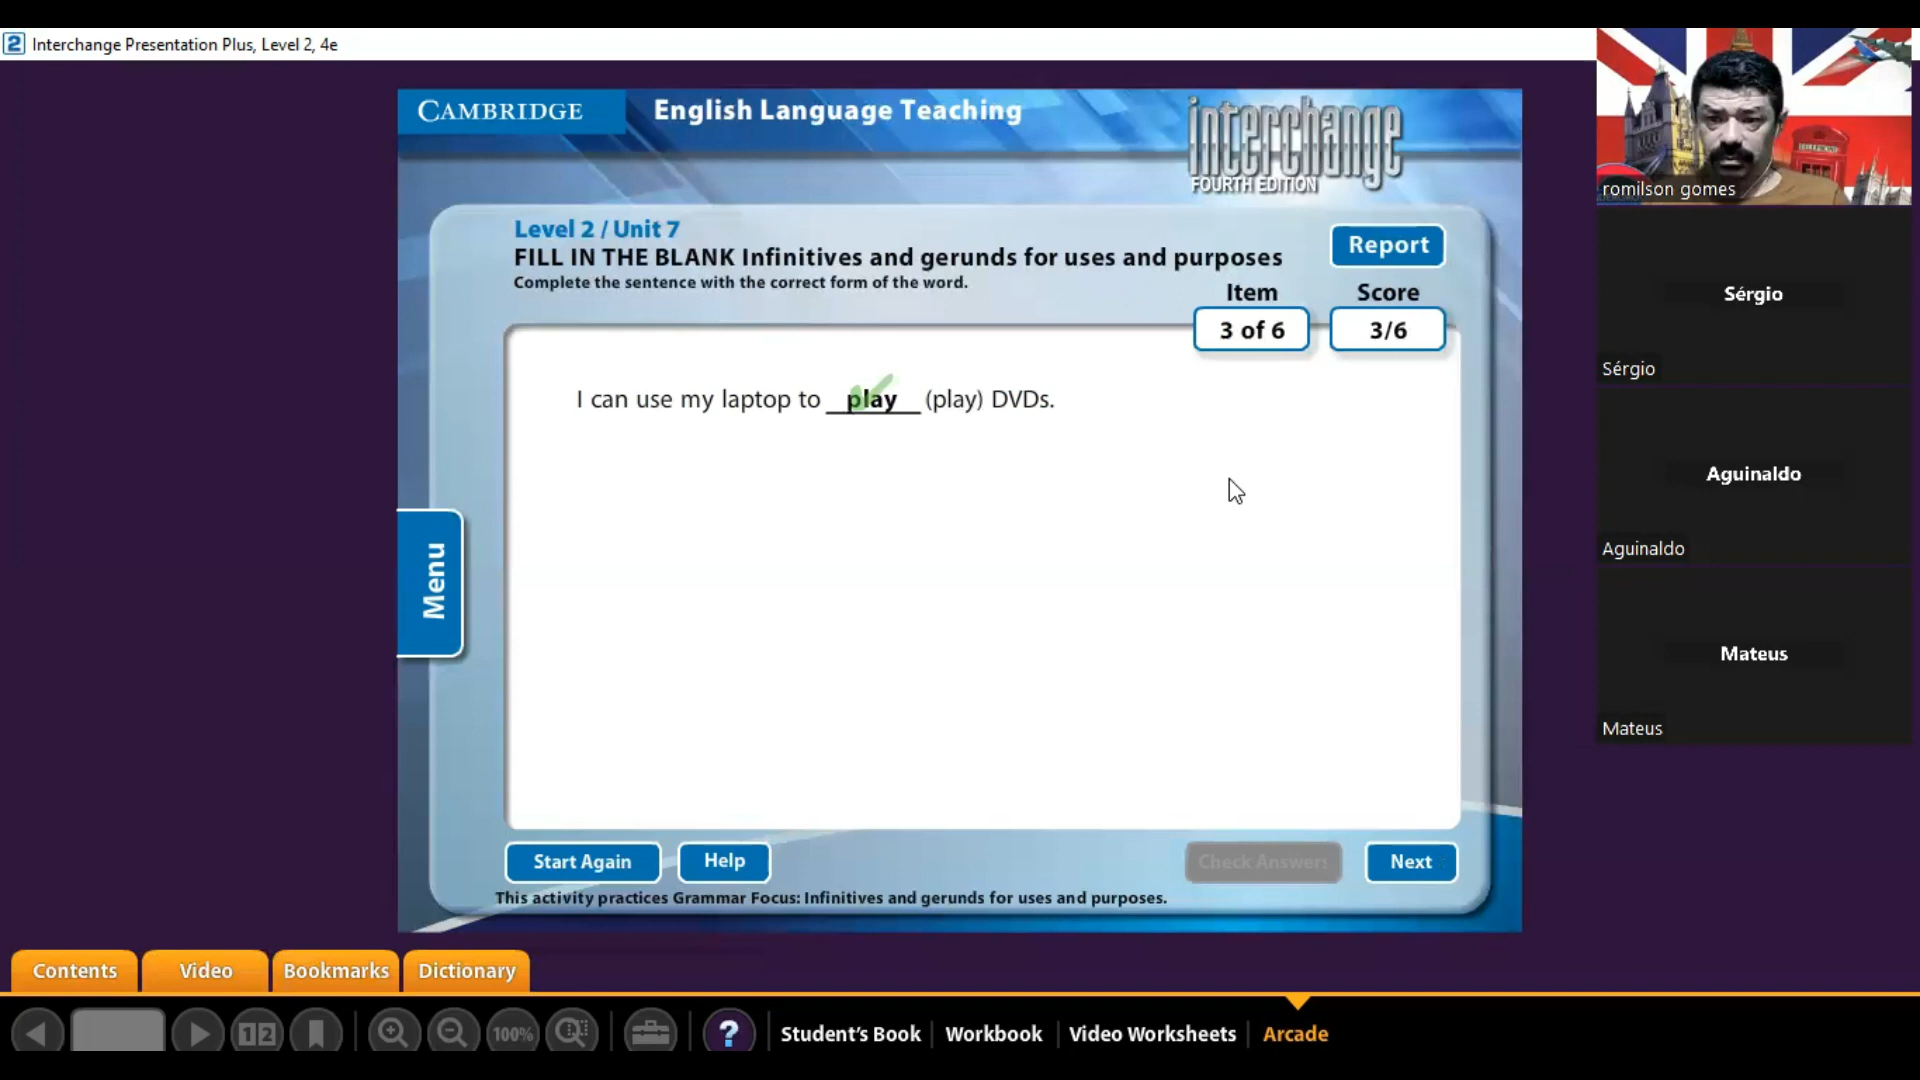 2 Interchange Presentation Plus, Level 2, 4e
CAMBRIDGE English Language Teaching
interchange
FOURTH EDITION
Level 2 / Unit 7
FILL IN THE BLANK Infinitives and gerunds for uses and purposes
Complete the sentence with the correct form of the word.
Report
Item Score
3 of 6 3/6
I can use my laptop to play (play) DVDs.
Menu
Start Again Help Check Answers Next
This activity practices Grammar Focus: Infinitives and gerunds for uses and purposes.
romilson gomes
Sérgio
Sérgio
Aguinaldo
Aguinaldo
Mateus
Mateus
Contents Video Bookmarks Dictionary
12 100% ? Student's Book Workbook Video Worksheets Arcade